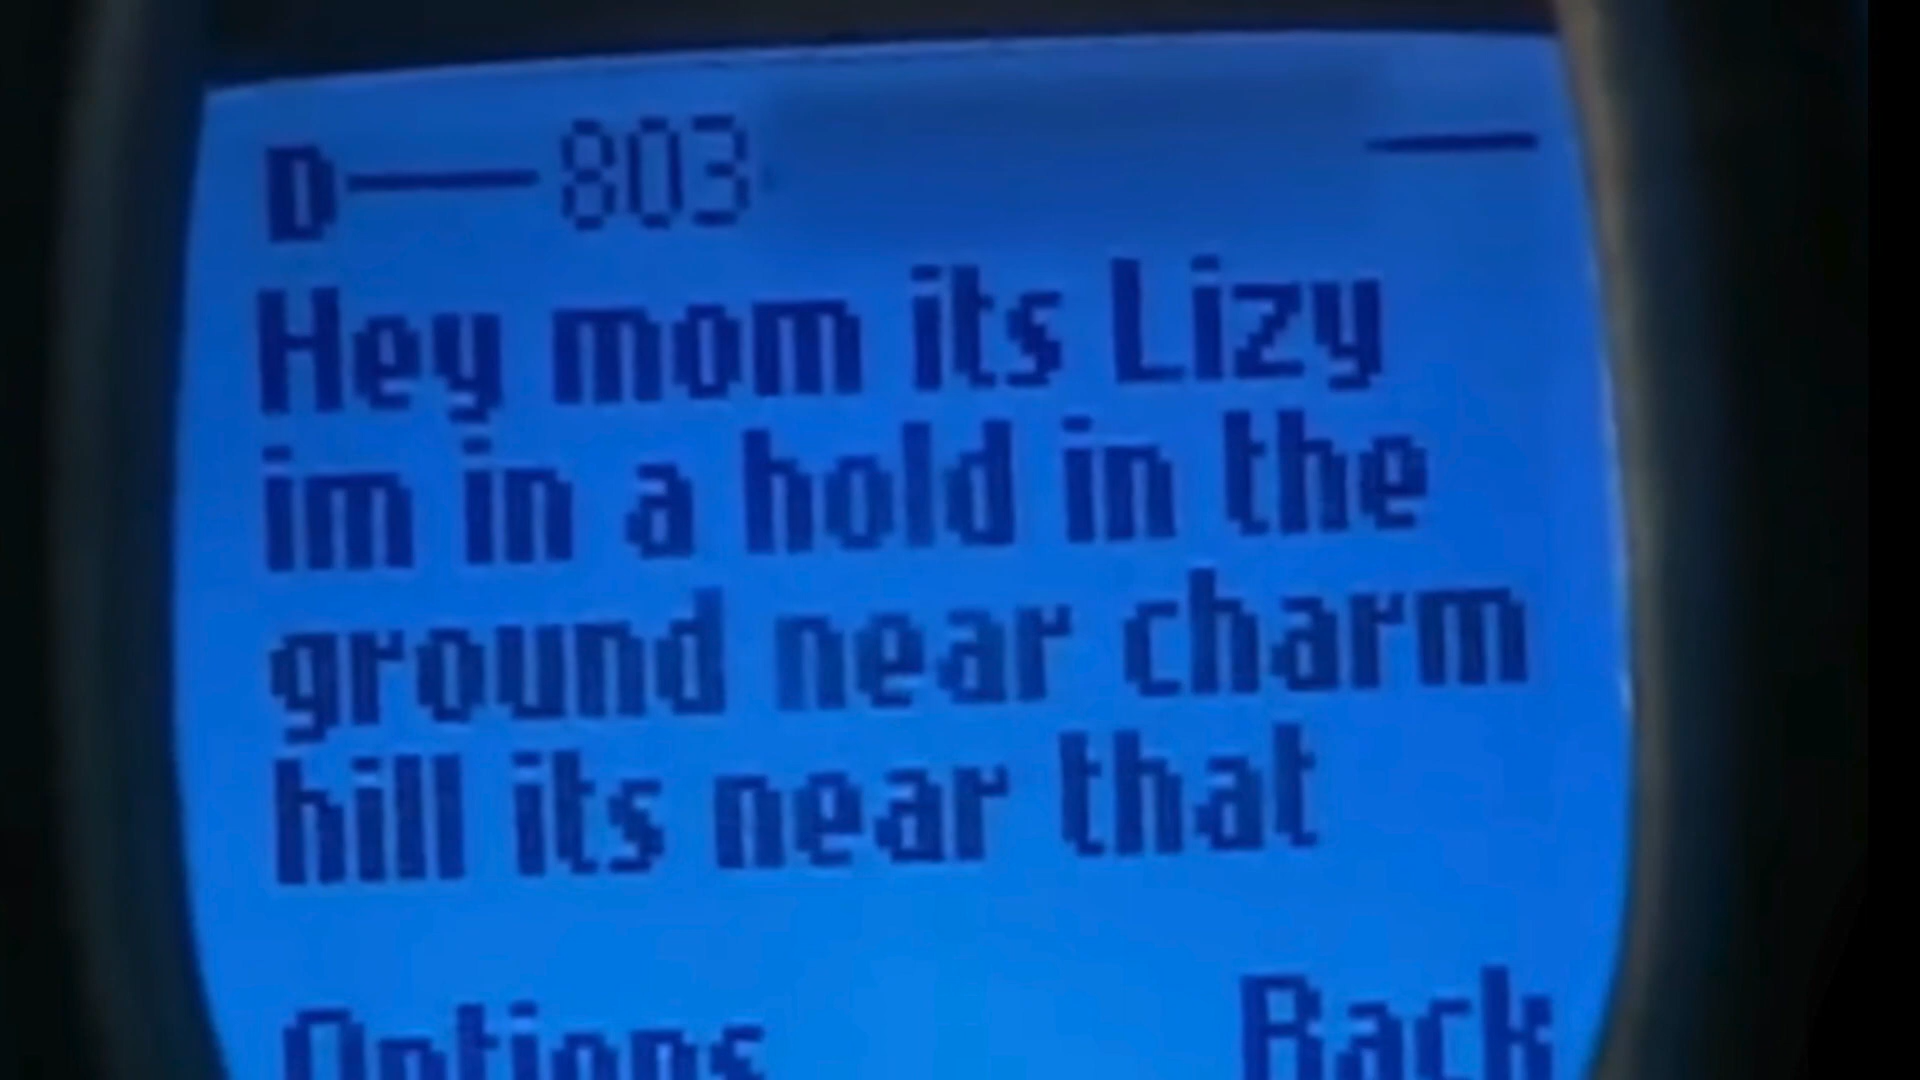 D 803
Hey mom its Lizy
im in a hold in the
ground near charm
hill its near that
Options Back